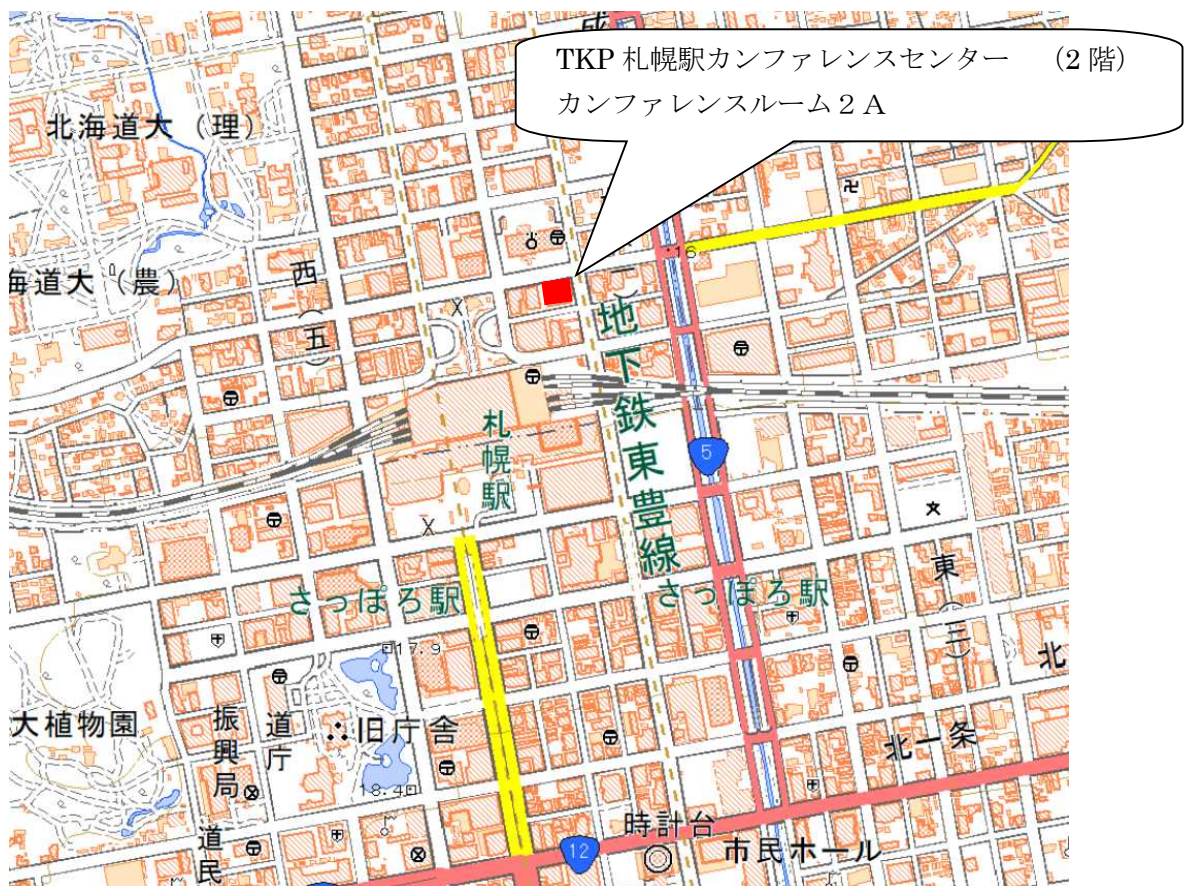 成
TKP 札幌駅カンファレンスセンター (2 階)
カンファレンスルーム２Ａ
北海道大(理)
海道大(農)
西(五)
・16
地下鉄東豊線
札幌駅
5
さっぽろ駅
さっぽろ駅
東(三)
17.9
北
大植物園
振興局
道庁
旧庁舎
北一条
18.4
道民
12
時計台
市民ホール